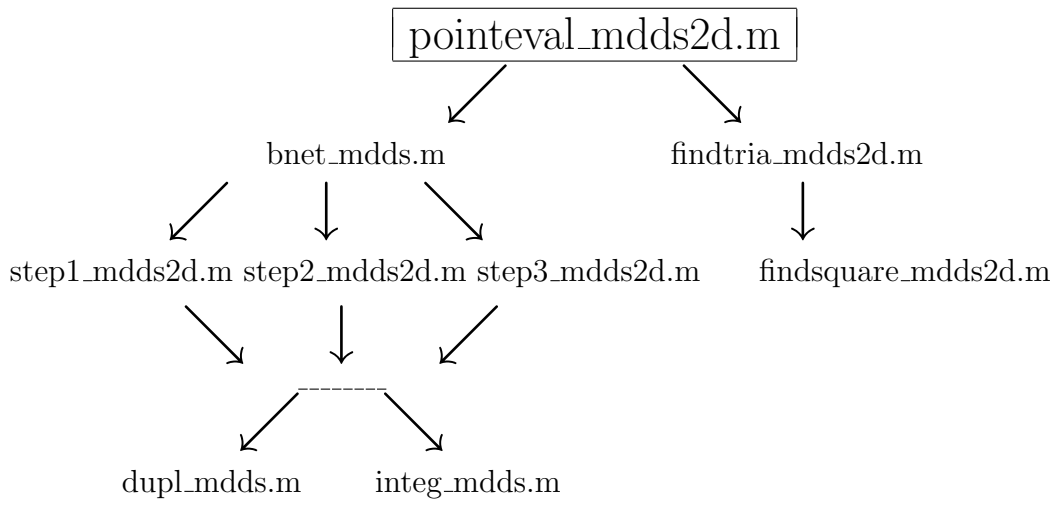 pointeval_mdds2d.m
bnet_mdds.m findtria_mdds2d.m
step1_mdds2d.m step2_mdds2d.m step3_mdds2d.m findsquare_mdds2d.m
dupl_mdds.m integ_mdds.m